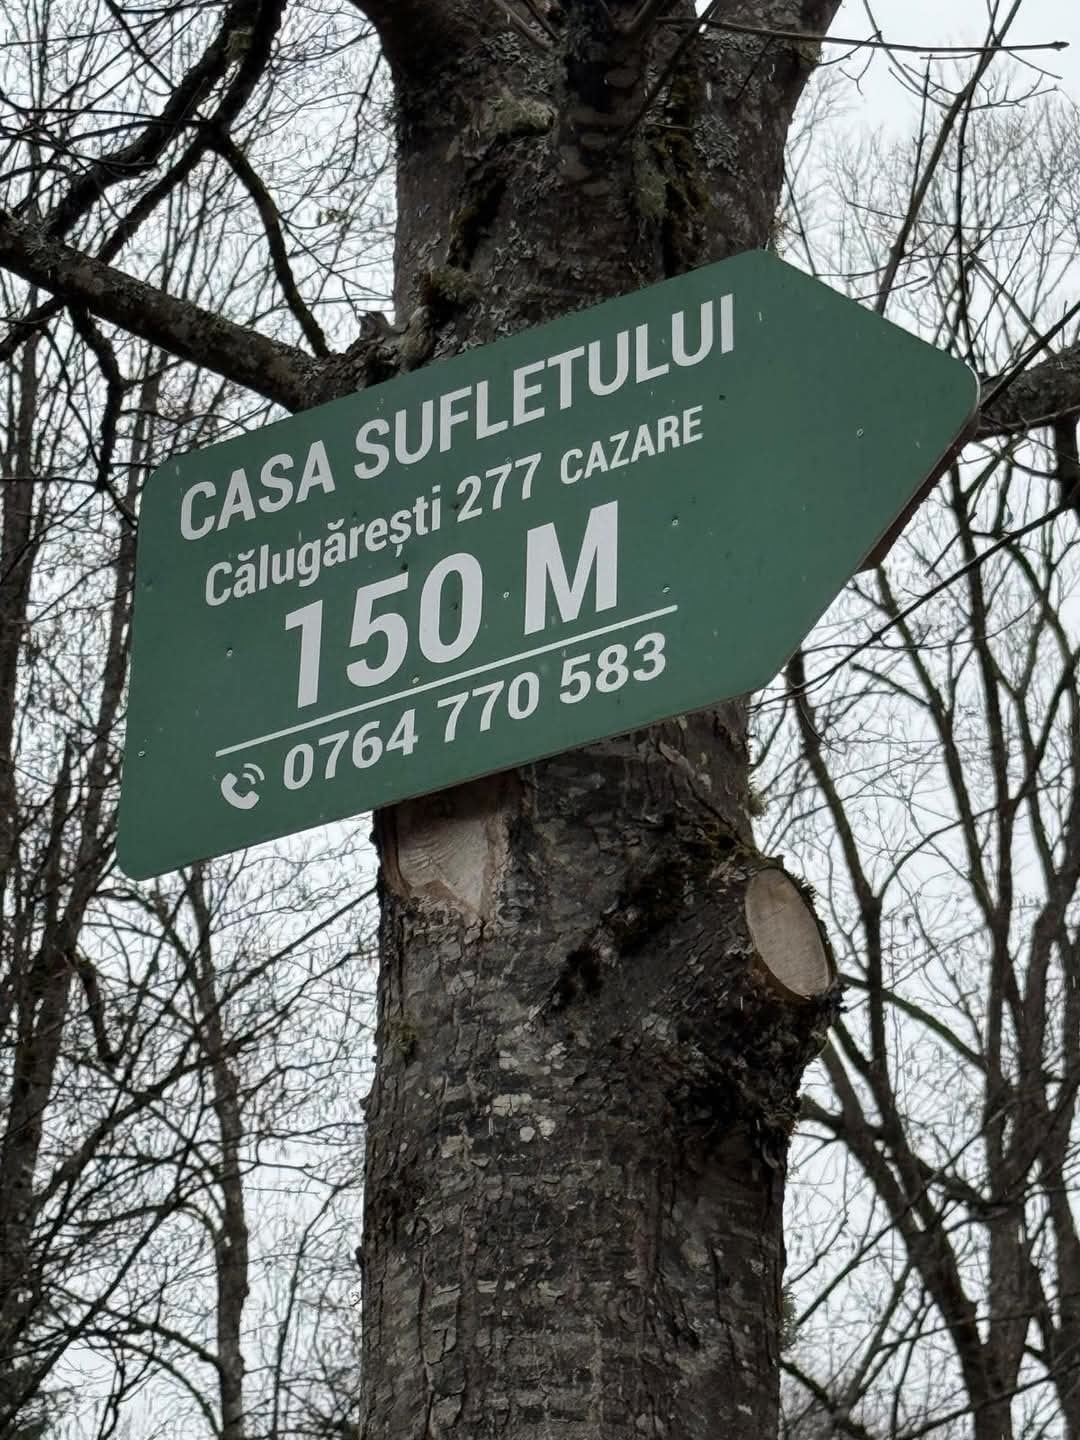 CASA SUFLETULUI
Călugărești 277 CAZARE
150 M
0764 770 583